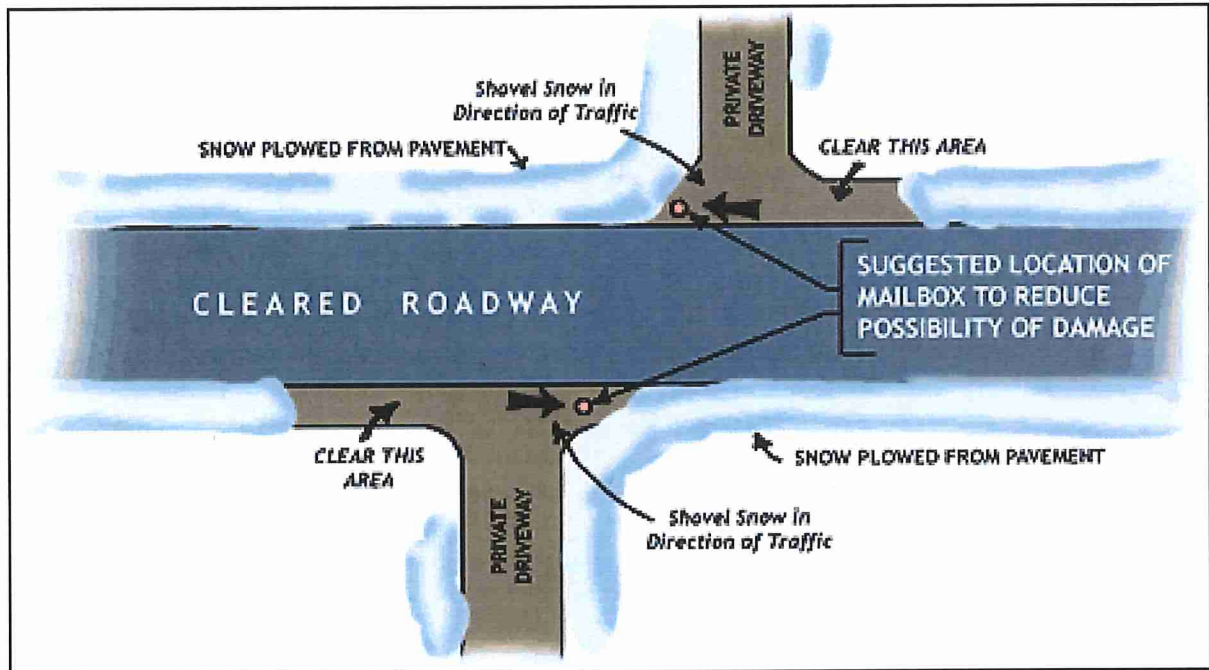 Shovel Snow in
Direction of Traffic
PRIVATE
DRIVEWAY
SNOW PLOWED FROM PAVEMENT
CLEAR THIS AREA
CLEARED ROADWAY
SUGGESTED LOCATION OF
MAILBOX TO REDUCE
POSSIBILITY OF DAMAGE
CLEAR THIS
AREA
SNOW PLOWED FROM PAVEMENT
PRIVATE
DRIVEWAY
Shovel Snow in
Direction of Traffic